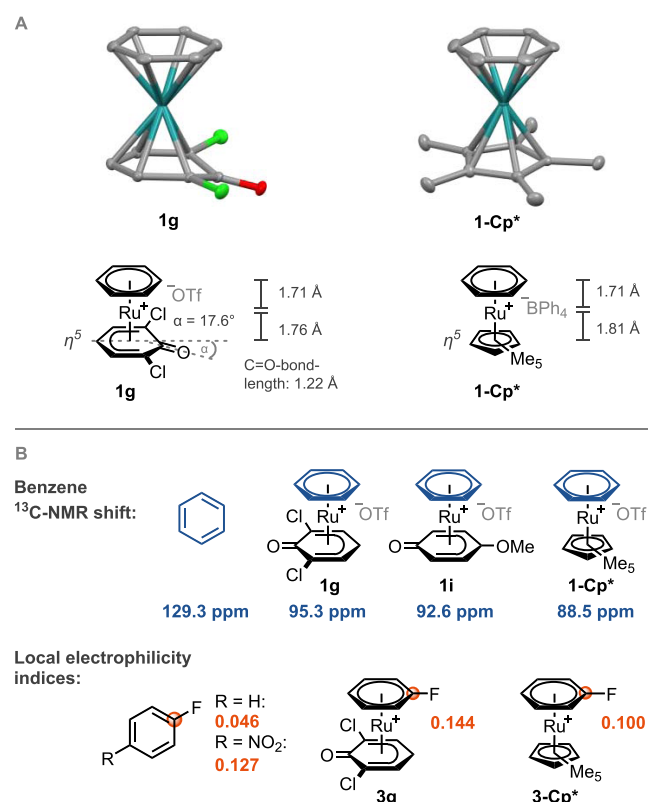 A
1g
1-Cp*
⁻OTf
Ru⁺
Cl
α = 17.6°
η⁵
O
α
Cl
1g
1.71 Å
1.76 Å
C=O-bond-
length: 1.22 Å
Ru⁺
⁻BPh₄
η⁵
Me₅
1-Cp*
1.71 Å
1.81 Å
B
Benzene
¹³C-NMR shift:
Cl
Ru⁺
⁻OTf
O
Cl
1g
Ru⁺
⁻OTf
O
OMe
1i
Ru⁺
⁻OTf
Me₅
1-Cp*
129.3 ppm
95.3 ppm
92.6 ppm
88.5 ppm
Local electrophilicity
indices:
F
R
R = H:
0.046
R = NO₂:
0.127
F
Ru⁺
0.144
Cl
O
Cl
3g
F
Ru⁺
0.100
Me₅
3-Cp*